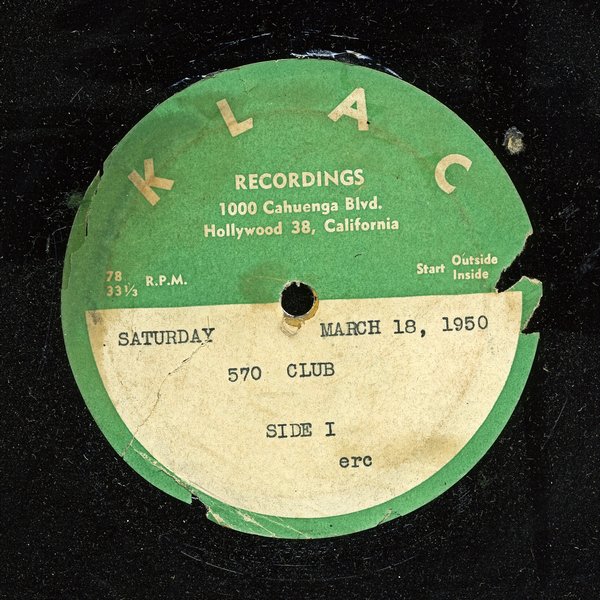 KLAC
RECORDINGS
1000 Cahuenga Blvd.
Hollywood 38, California
78 R.P.M.
33⅓
Start Outside
Inside
SATURDAY MARCH 18, 1950
570 CLUB
SIDE I
erc